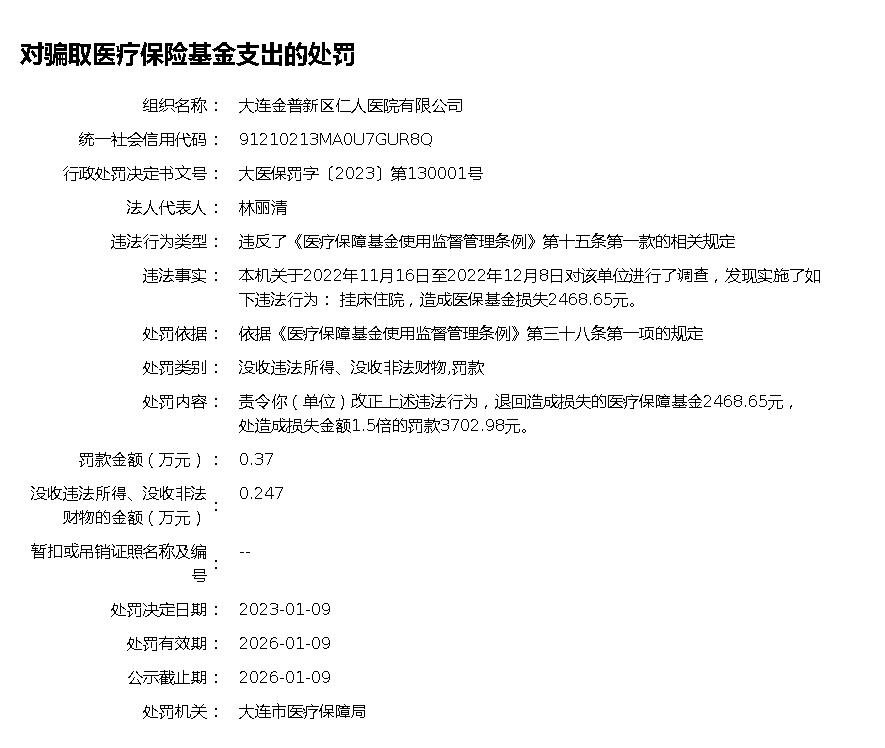 对骗取医疗保险基金支出的处罚
组织名称： 大连金普新区仁人医院有限公司
统一社会信用代码： 91210213MA0U7GUR8Q
行政处罚决定书文号： 大医保罚字〔2023〕第130001号
法人代表人： 林丽清
违法行为类型： 违反了《医疗保障基金使用监督管理条例》第十五条第一款的相关规定
违法事实： 本机关于2022年11月16日至2022年12月8日对该单位进行了调查，发现实施了如
下违法行为： 挂床住院，造成医保基金损失2468.65元。
处罚依据： 依据《医疗保障基金使用监督管理条例》第三十八条第一项的规定
处罚类别： 没收违法所得、没收非法财物,罚款
处罚内容： 责令你（单位）改正上述违法行为，退回造成损失的医疗保障基金2468.65元，
处造成损失金额1.5倍的罚款3702.98元。
罚款金额（万元）： 0.37
没收违法所得、没收非法
财物的金额（万元）： 0.247
暂扣或吊销证照名称及编
号： --
处罚决定日期： 2023-01-09
处罚有效期： 2026-01-09
公示截止期： 2026-01-09
处罚机关： 大连市医疗保障局